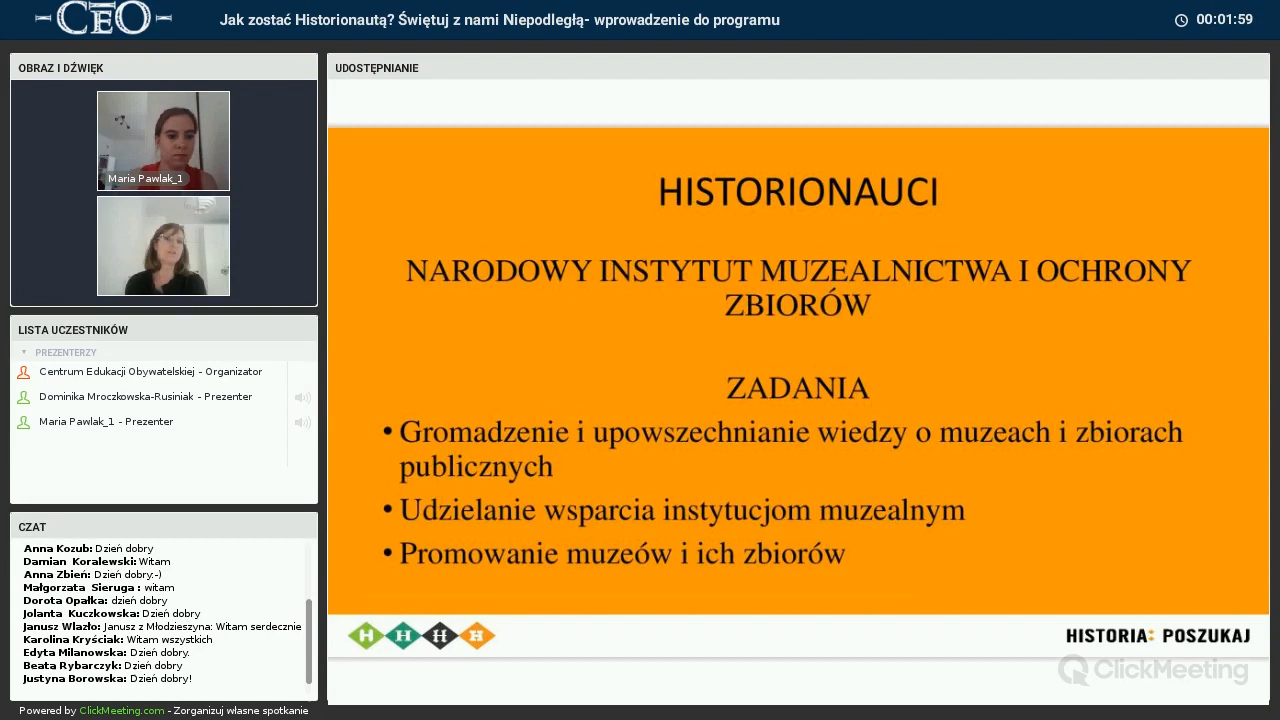 CEO
Jak zostać Historionautą? Świętuj z nami Niepodległą- wprowadzenie do programu
00:01:59
OBRAZ I DŹWIĘK
Maria Pawlak_1
LISTA UCZESTNIKÓW
PREZENTERZY
Centrum Edukacji Obywatelskiej - Organizator
Dominika Mroczkowska-Rusiniak - Prezenter
Maria Pawlak_1 - Prezenter
CZAT
Anna Kozub: Dzień dobry
Damian Koralewski: Witam
Anna Zbień: Dzień dobry:-)
Małgorzata Sieruga : witam
Dorota Opałka: dzień dobry
Jolanta Kuczkowska: Dzień dobry
Janusz Wlazło: Janusz z Młodzieszyna: Witam serdecznie
Karolina Kryściak: Witam wszystkich
Edyta Milanowska: Dzień dobry.
Beata Rybarczyk: Dzień dobry
Justyna Borowska: Dzień dobry!
Powered by ClickMeeting.com - Zorganizuj własne spotkanie
UDOSTĘPNIANIE
HISTORIONAUCI
NARODOWY INSTYTUT MUZEALNICTWA I OCHRONY
ZBIORÓW
ZADANIA
• Gromadzenie i upowszechnianie wiedzy o muzeach i zbiorach
publicznych
• Udzielanie wsparcia instytucjom muzealnym
• Promowanie muzeów i ich zbiorów
H H H H
HISTORIA: POSZUKAJ
ClickMeeting